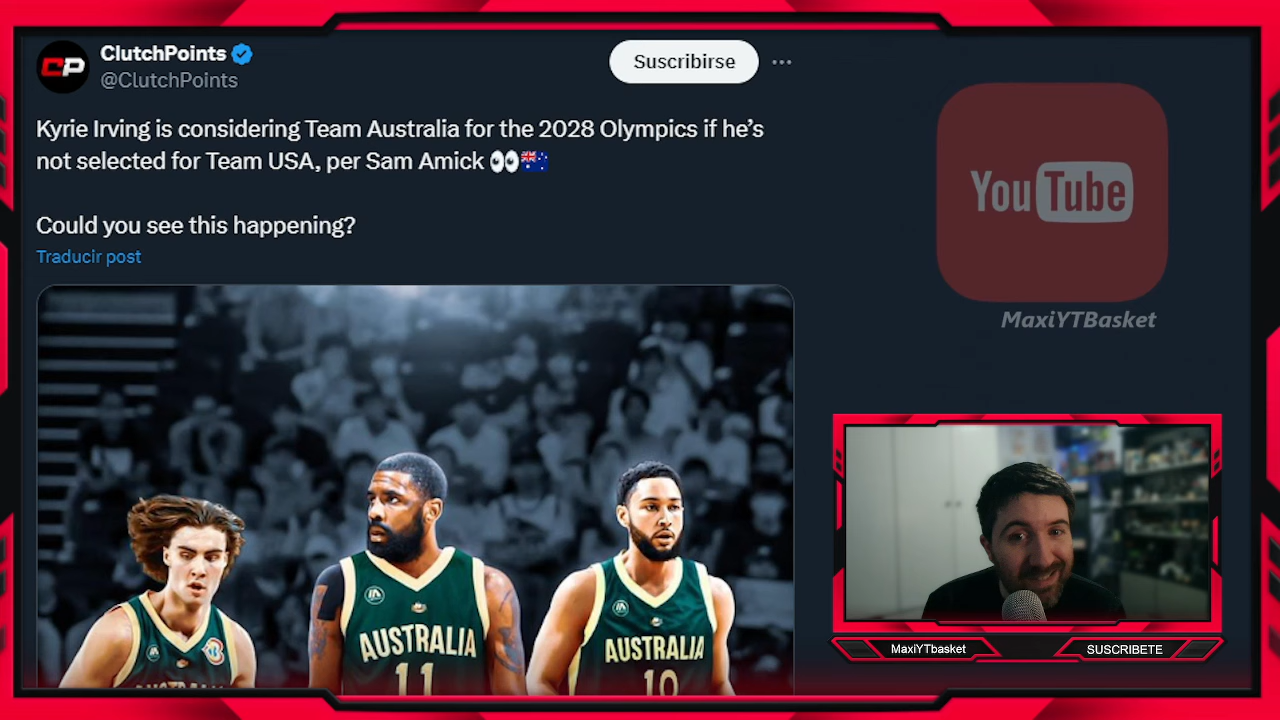 CP
ClutchPoints
@ClutchPoints
Suscribirse
Kyrie Irving is considering Team Australia for the 2028 Olympics if he’s
not selected for Team USA, per Sam Amick 👀🇦🇺
Could you see this happening?
Traducir post
YouTube
MaxiYTBasket
AUSTRALIA
11
AUSTRALIA
10
MaxiYTbasket
SUSCRIBETE